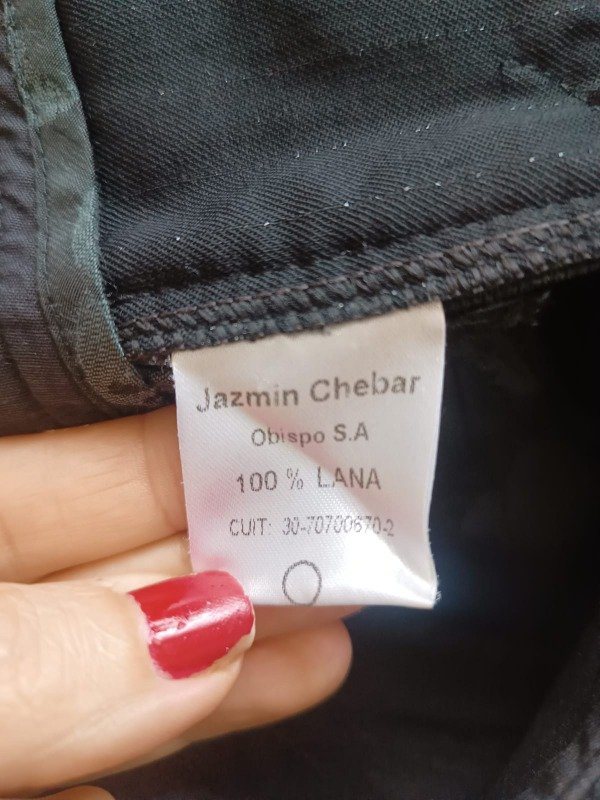 Jazmin Chebar
Obispo S.A
100 % LANA
CUIT: 30-70700670-2